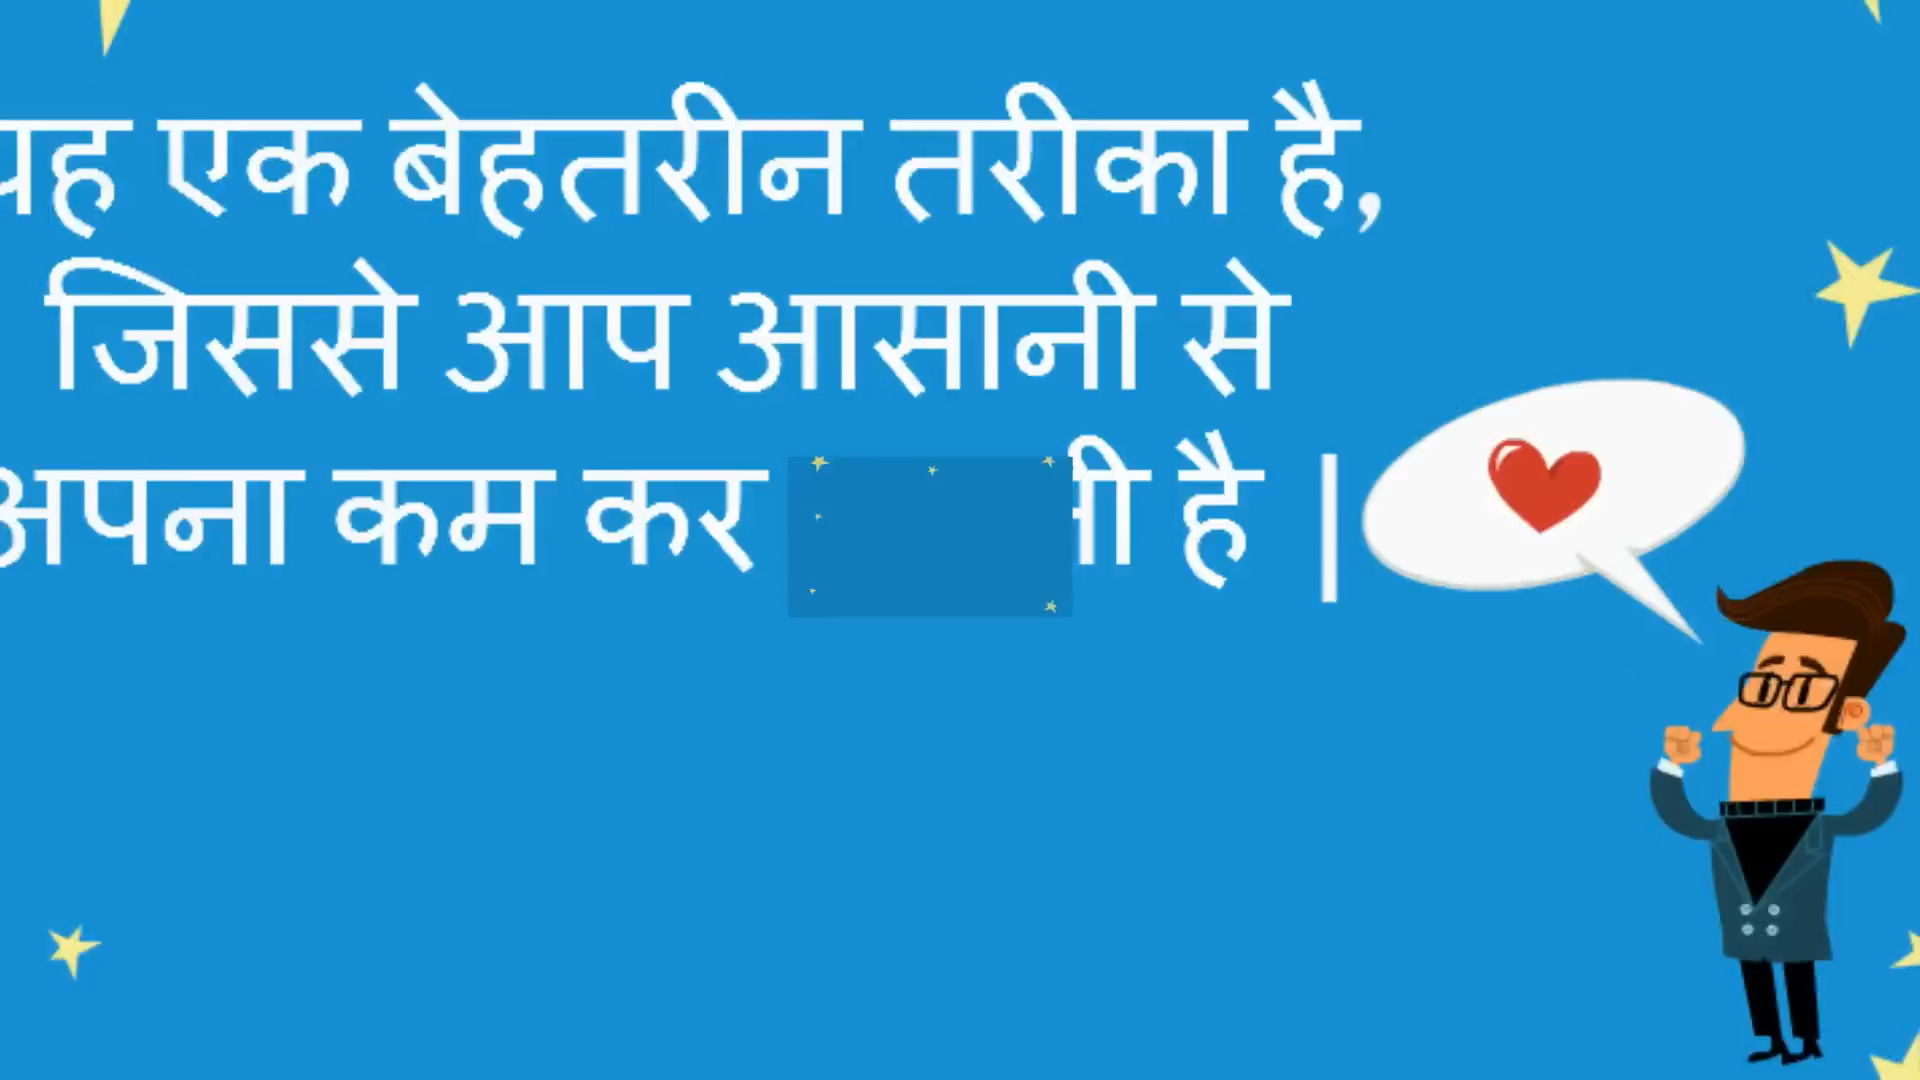 यह एक बेहतरीन तरीका है,
जिससे आप आसानी से
अपना कम कर है |